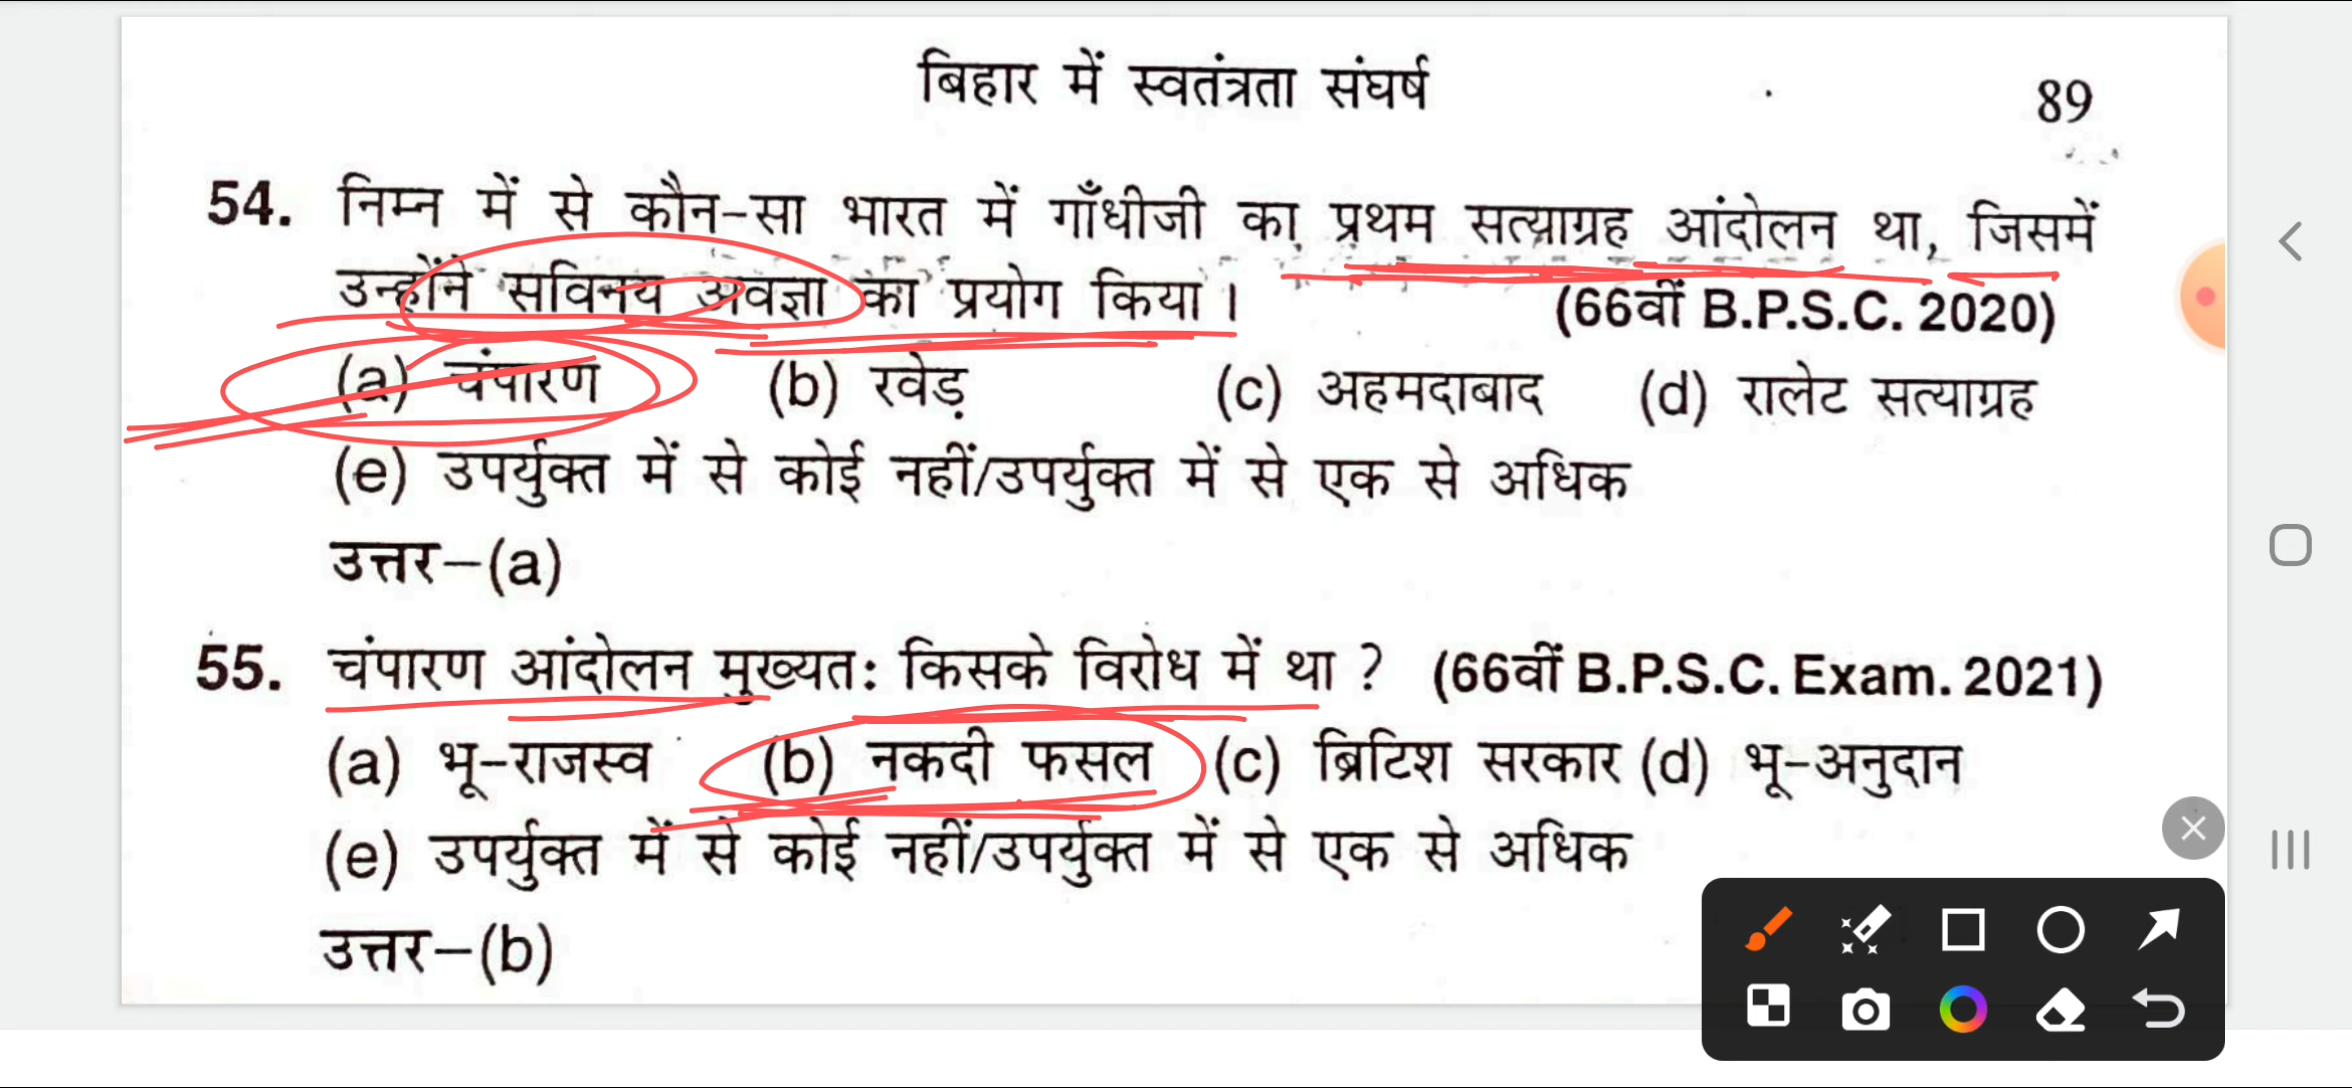 बिहार में स्वतंत्रता संघर्ष 89
54. निम्न में से कौन-सा भारत में गाँधीजी का प्रथम सत्याग्रह आंदोलन था, जिसमें
उन्होंने सविनय अवज्ञा का प्रयोग किया। (66वीं B.P.S.C. 2020)
(a) चंपारण (b) रवेड़ (c) अहमदाबाद (d) रालेट सत्याग्रह
(e) उपर्युक्त में से कोई नहीं/उपर्युक्त में से एक से अधिक
उत्तर–(a)
55. चंपारण आंदोलन मुख्यतः किसके विरोध में था? (66वीं B.P.S.C. Exam. 2021)
(a) भू-राजस्व (b) नकदी फसल (c) ब्रिटिश सरकार (d) भू-अनुदान
(e) उपर्युक्त में से कोई नहीं/उपर्युक्त में से एक से अधिक
उत्तर–(b)